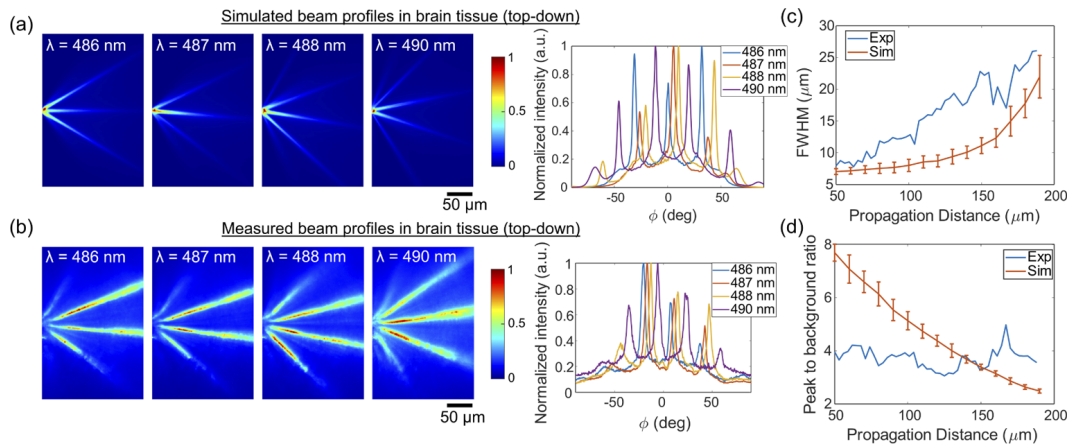 (a) Simulated beam profiles in brain tissue (top-down)
λ = 486 nm λ = 487 nm λ = 488 nm λ = 490 nm
1
0.5
0
50 μm
Normalized intensity (a.u.)
1
0.8
0.6
0.4
0.2
0
-50 0 50
ϕ (deg)
486 nm
487 nm
488 nm
490 nm
(b) Measured beam profiles in brain tissue (top-down)
λ = 486 nm λ = 487 nm λ = 488 nm λ = 490 nm
1
0.5
0
50 μm
Normalized intensity (a.u.)
1
0.8
0.6
0.4
0.2
0
-50 0 50
ϕ (deg)
486 nm
487 nm
488 nm
490 nm
(c)
FWHM (μm)
30
25
20
15
10
5
50 100 150 200
Propagation Distance (μm)
Exp
Sim
(d)
Peak to background ratio
8
6
4
2
50 100 150 200
Propagation Distance (μm)
Exp
Sim